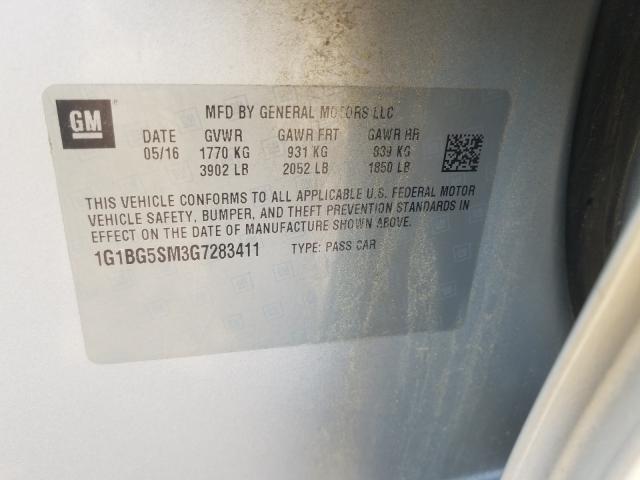 GM
MFD BY GENERAL MOTORS LLC
DATE GVWR GAWR FRT GAWR RR
05/16 1770 KG 931 KG 839 KG
3902 LB 2052 LB 1850 LB
THIS VEHICLE CONFORMS TO ALL APPLICABLE U.S. FEDERAL MOTOR
VEHICLE SAFETY, BUMPER, AND THEFT PREVENTION STANDARDS IN
EFFECT ON THE DATE OF MANUFACTURE SHOWN ABOVE.
1G1BG5SM3G7283411 TYPE: PASS CAR